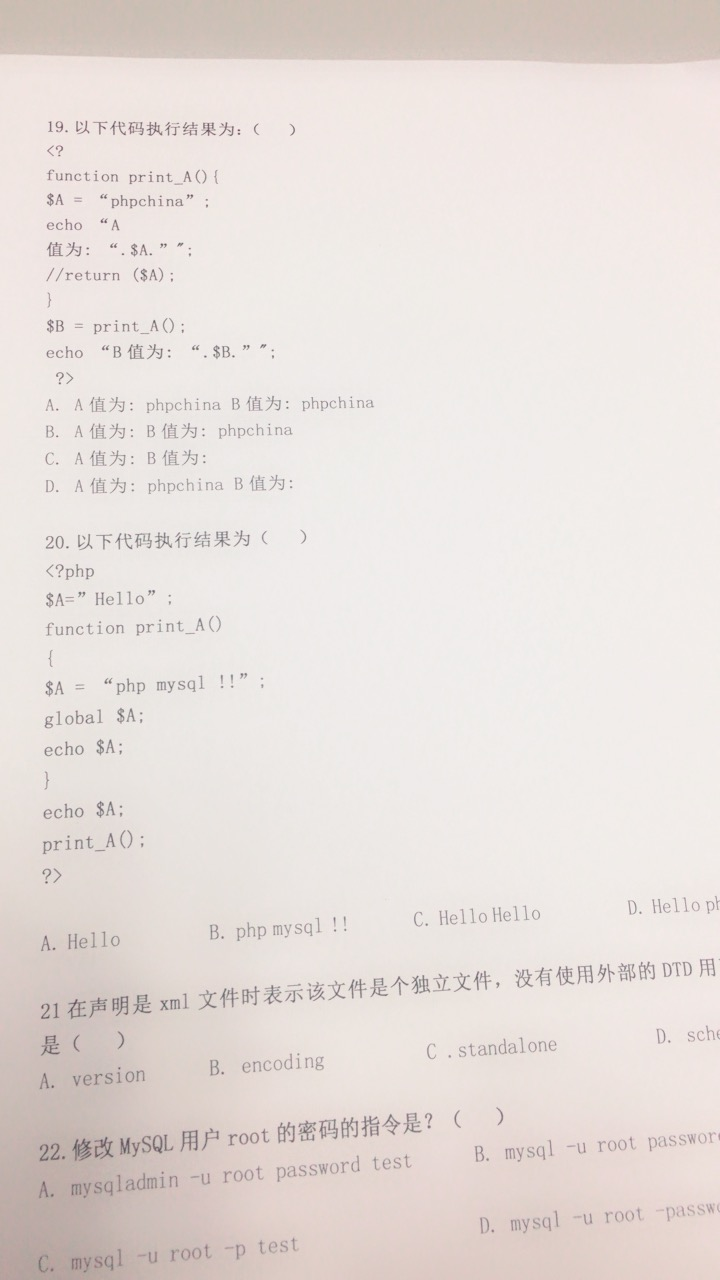 19.以下代码执行结果为:（ ）
<?
function print_A(){
$A = “phpchina”;
echo “A
值为: “.$A.”";
//return ($A);
}
$B = print_A();
echo “B 值为: “.$B.”";
?>
A. A 值为: phpchina B 值为: phpchina
B. A 值为: B 值为: phpchina
C. A 值为: B 值为:
D. A 值为: phpchina B 值为:
20.以下代码执行结果为（ ）
<?php
$A=”Hello”;
function print_A()
{
$A = “php mysql !!”;
global $A;
echo $A;
}
echo $A;
print_A();
?>
A. Hello B. php mysql !! C. Hello Hello D. Hello
21 在声明是 xml 文件时表示该文件是个独立文件，没有使用外部的 DTD 用
是（ ）
A. version B. encoding C .standalone D.
22.修改 MySQL 用户 root 的密码的指令是？（ ）
A. mysqladmin -u root password test B. mysql -u root
C. mysql -u root -p test D. mysql -u root